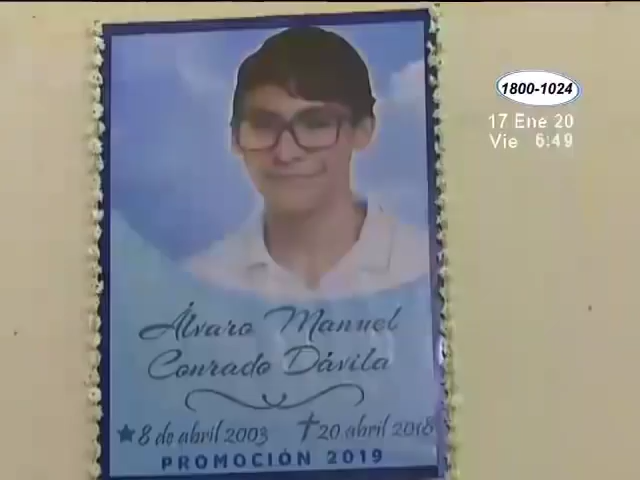 1800-1024
17 Ene 20
Vie 6:49
Álvaro Manuel
Conrado Dávila
8 de abril 2003 20 abril 2018
PROMOCIÓN 2019